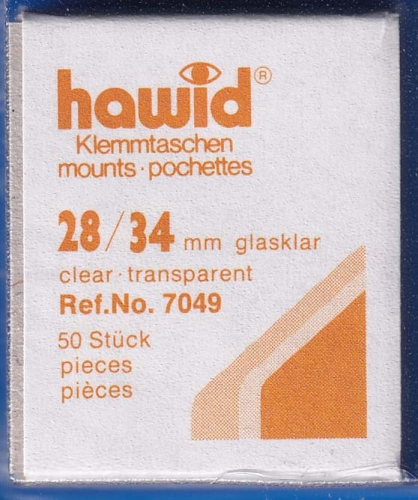 hawid®
Klemmtaschen
mounts · pochettes
28/34 mm glasklar
clear · transparent
Ref.No. 7049
50 Stück
pieces
pièces